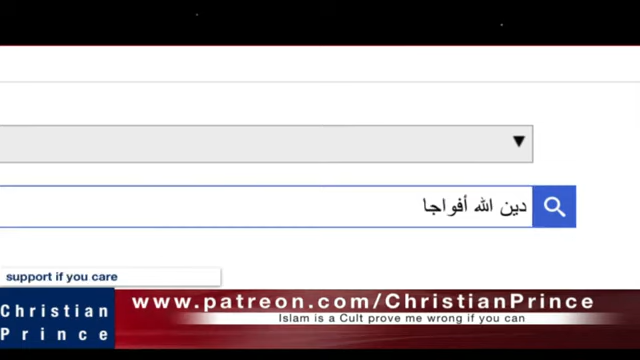 دين الله أفواجا
support if you care
Christian
Prince
www.patreon.com/ChristianPrince
Islam is a Cult prove me wrong if you can